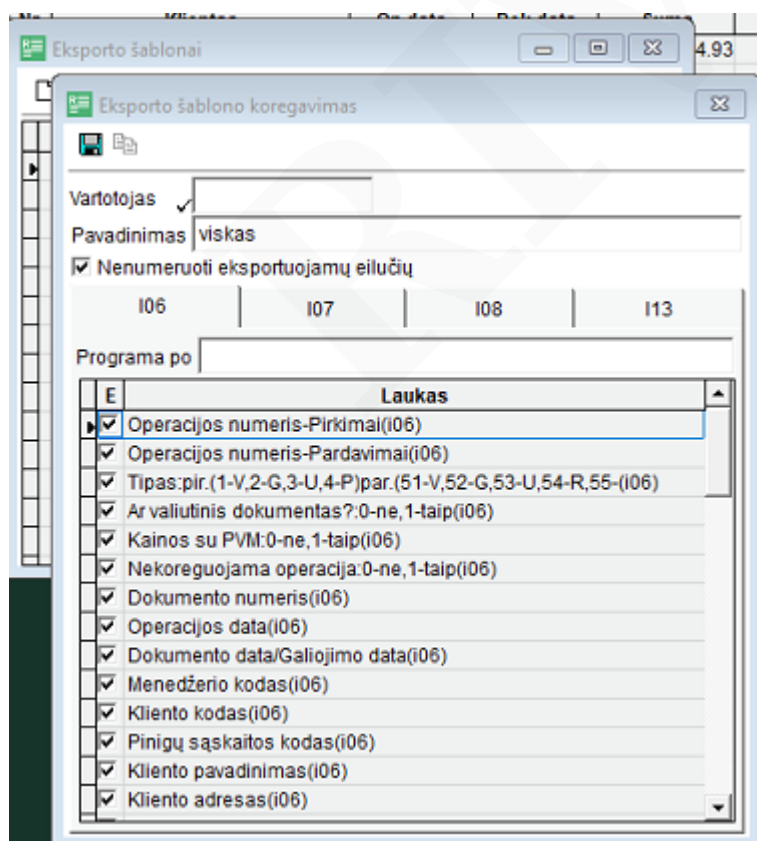 4.93
Eksporto šablonai
Eksporto šablono koregavimas
Vartotojas
Pavadinimas viskas
Nenumeruoti eksportuojamų eilučių
I06 I07 I08 I13
Programa po
E Laukas
Operacijos numeris-Pirkimai(i06)
Operacijos numeris-Pardavimai(i06)
Tipas:pir.(1-V,2-G,3-U,4-P)par.(51-V,52-G,53-U,54-R,55-(i06)
Ar valiutinis dokumentas?:0-ne,1-taip(i06)
Kainos su PVM:0-ne,1-taip(i06)
Nekoreguojama operacija:0-ne,1-taip(i06)
Dokumento numeris(i06)
Operacijos data(i06)
Dokumento data/Galiojimo data(i06)
Menedžerio kodas(i06)
Kliento kodas(i06)
Pinigų sąskaitos kodas(i06)
Kliento pavadinimas(i06)
Kliento adresas(i06)